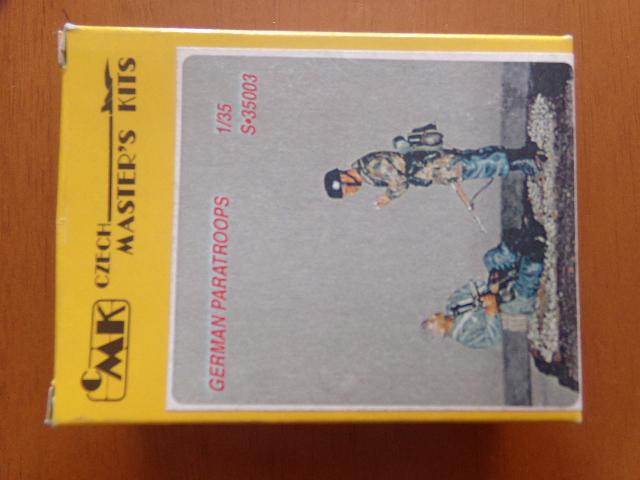 CMK
CZECH
MASTER'S KITS
GERMAN PARATROOPS
1/35
S•35003